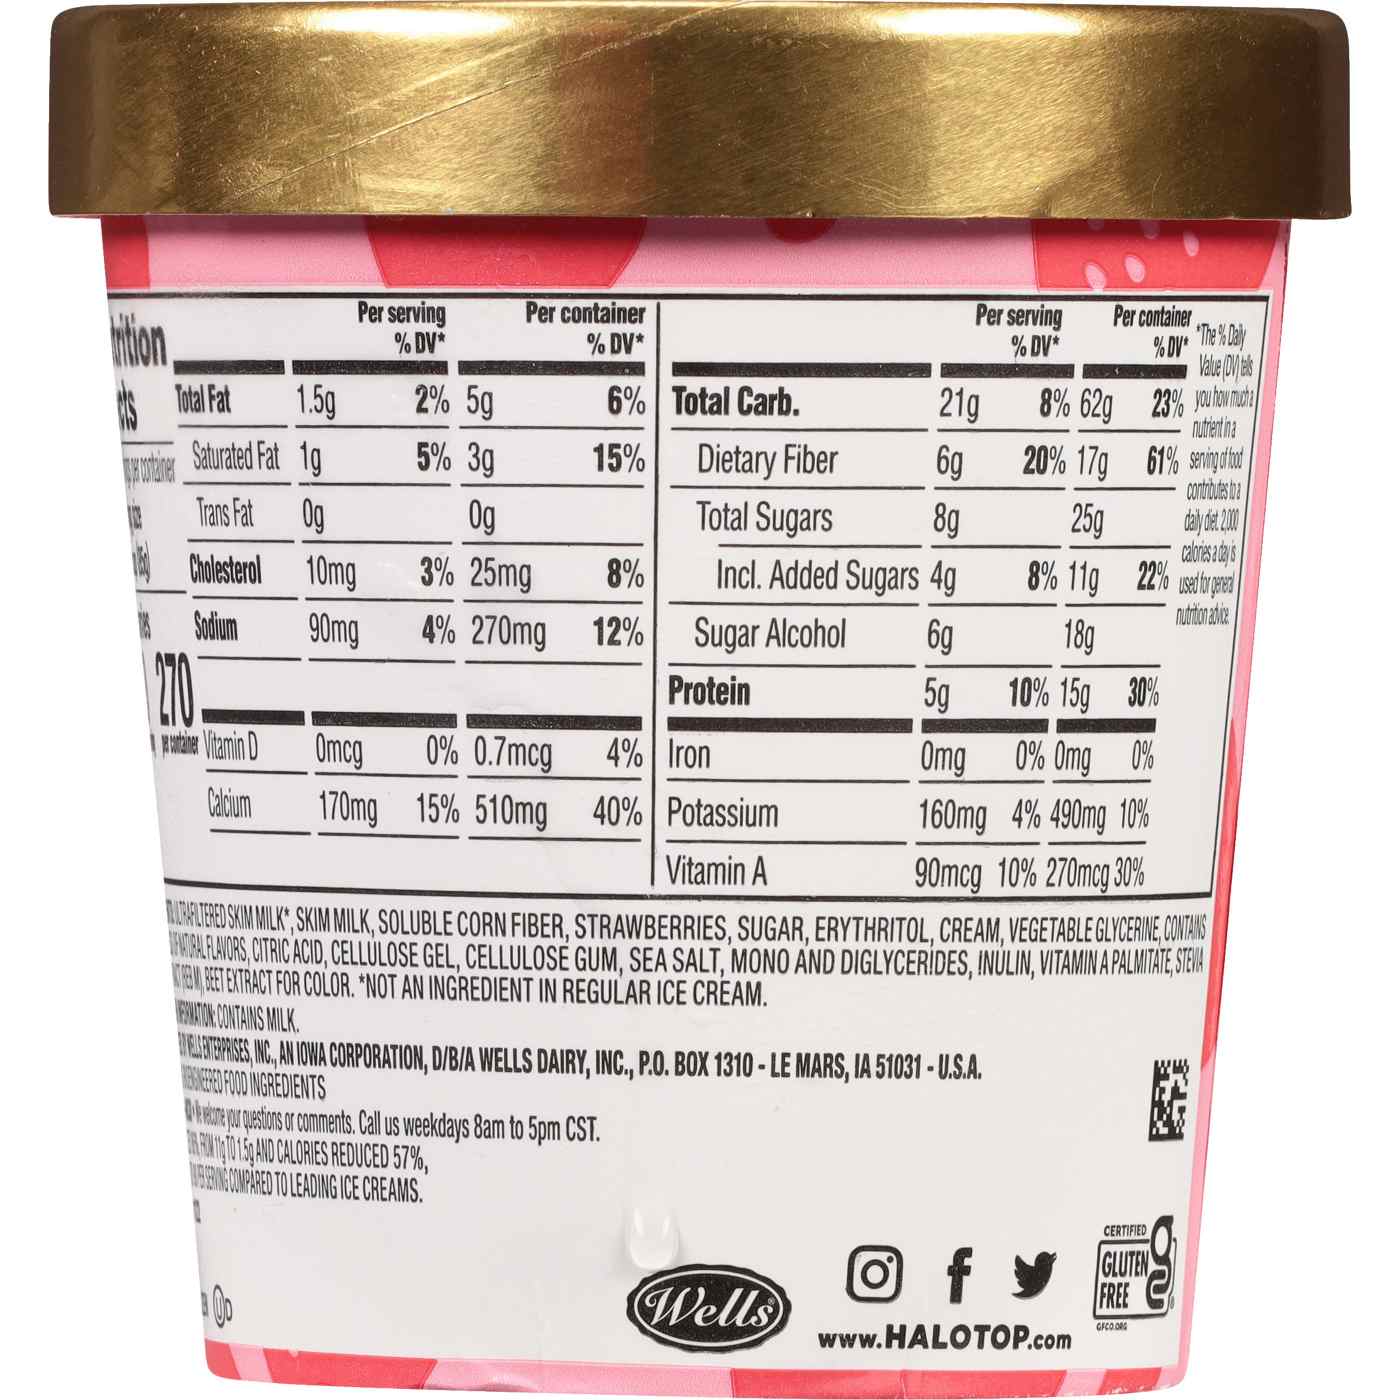 Per serving Per container
% DV* % DV*
Total Fat 1.5g 2% 5g 6%
Saturated Fat 1g 5% 3g 15%
Trans Fat 0g 0g
Cholesterol 10mg 3% 25mg 8%
Sodium 90mg 4% 270mg 12%
270
per container
Vitamin D 0mcg 0% 0.7mcg 4%
Calcium 170mg 15% 510mg 40%
Per serving Per container
% DV* % DV*
Total Carb. 21g 8% 62g 23%
Dietary Fiber 6g 20% 17g 61%
Total Sugars 8g 25g
Incl. Added Sugars 4g 8% 11g 22%
Sugar Alcohol 6g 18g
Protein 5g 10% 15g 30%
Iron 0mg 0% 0mg 0%
Potassium 160mg 4% 490mg 10%
Vitamin A 90mcg 10% 270mcg 30%
*The % Daily
Value (DV) tells
you how much a
nutrient in a
serving of food
contributes to a
daily diet. 2,000
calories a day is
used for general
nutrition advice.
ULTRAFILTERED SKIM MILK*, SKIM MILK, SOLUBLE CORN FIBER, STRAWBERRIES, SUGAR, ERYTHRITOL, CREAM, VEGETABLE GLYCERINE, CONTAINS
OF NATURAL FLAVORS, CITRIC ACID, CELLULOSE GEL, CELLULOSE GUM, SEA SALT, MONO AND DIGLYCERIDES, INULIN, VITAMIN A PALMITATE, STEVIA
(REB M), BEET EXTRACT FOR COLOR. *NOT AN INGREDIENT IN REGULAR ICE CREAM.
INFORMATION: CONTAINS MILK.
BY WELLS ENTERPRISES, INC., AN IOWA CORPORATION, D/B/A WELLS DAIRY, INC., P.O. BOX 1310 - LE MARS, IA 51031 - U.S.A.
ENGINEERED FOOD INGREDIENTS
• We welcome your questions or comments. Call us weekdays 8am to 5pm CST.
FROM 11g TO 1.5g AND CALORIES REDUCED 57%,
PER SERVING COMPARED TO LEADING ICE CREAMS.
U D
Wells®
www.HALOTOP.com
CERTIFIED
GLUTEN
FREE
GFCO.ORG